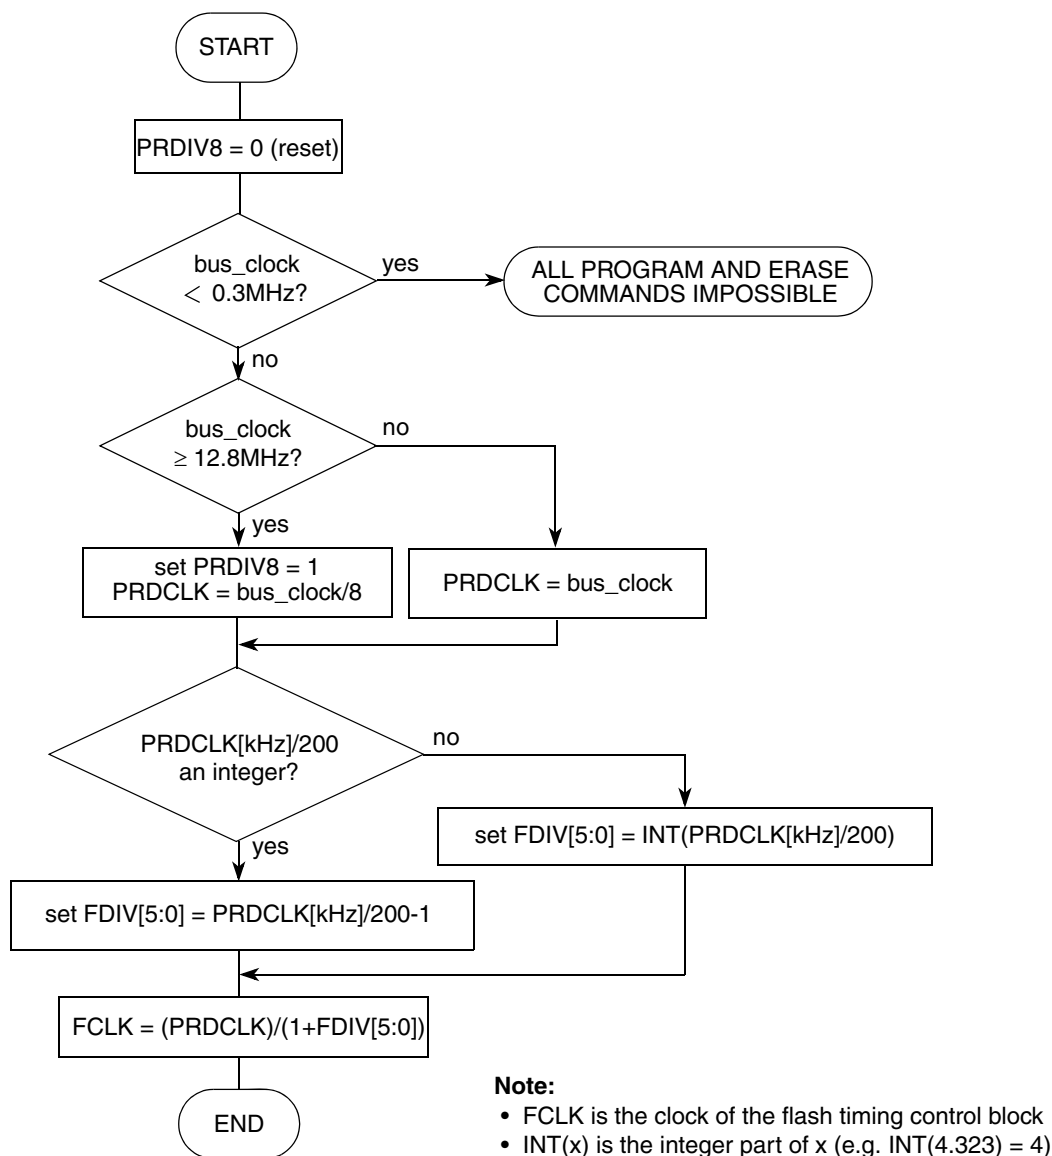 START
PRDIV8 = 0 (reset)
bus_clock
< 0.3MHz?
yes
ALL PROGRAM AND ERASE
COMMANDS IMPOSSIBLE
no
bus_clock
≥ 12.8MHz?
no
yes
set PRDIV8 = 1
PRDCLK = bus_clock/8
PRDCLK = bus_clock
PRDCLK[kHz]/200
an integer?
no
yes
set FDIV[5:0] = INT(PRDCLK[kHz]/200)
set FDIV[5:0] = PRDCLK[kHz]/200-1
FCLK = (PRDCLK)/(1+FDIV[5:0])
END
Note:
• FCLK is the clock of the flash timing control block
• INT(x) is the integer part of x (e.g. INT(4.323) = 4)